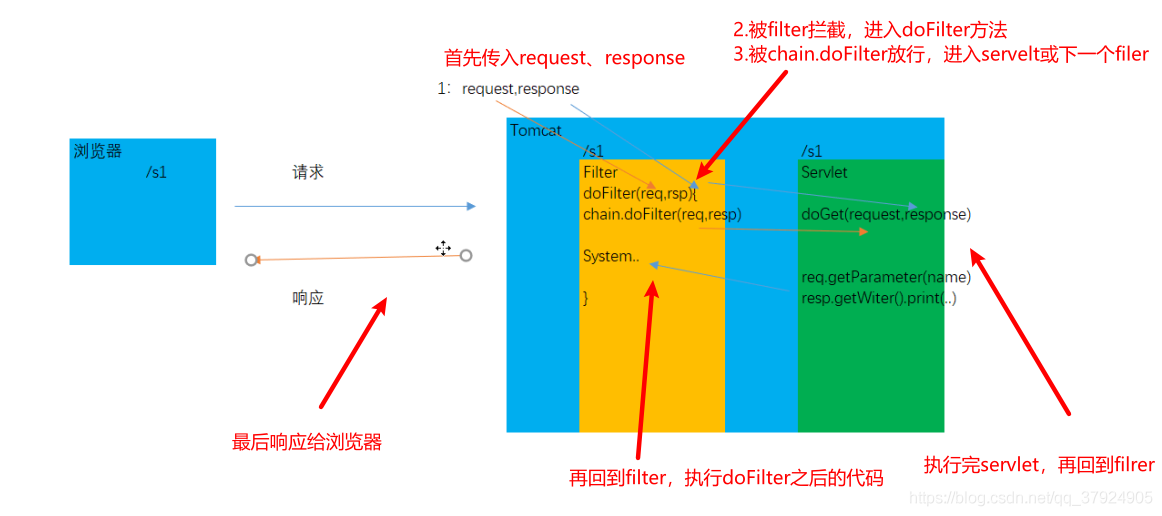 2.被filter拦截，进入doFilter方法
3.被chain.doFilter放行，进入servelt或下一个filer
首先传入request、response
1： request,response
Tomcat
浏览器
/s1
请求
响应
/s1
Filter
doFilter(req,rsp){
chain.doFilter(req,resp)
System..
}
/s1
Servlet
doGet(request,response)
req.getParameter(name)
resp.getWiter().print(..)
最后响应给浏览器
再回到filter，执行doFilter之后的代码
执行完servlet，再回到filrer
https://blog.csdn.net/qq_37924905